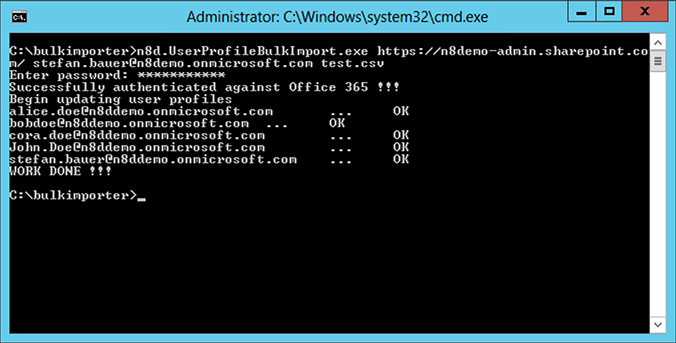 Administrator: C:\Windows\system32\cmd.exe
C:\bulkimporter>n8d.UserProfileBulkImport.exe https://n8demo-admin.sharepoint.co
m/ stefan.bauer@n8demo.onmicrosoft.com test.csv
Enter password: ***********
Successfully authenticated against Office 365 !!!
Begin updating user profiles
alice.doe@n8ddemo.onmicrosoft.com ... OK
bobdoe@n8ddemo.onmicrosoft.com ... OK
cora.doe@n8ddemo.onmicrosoft.com ... OK
John.Doe@n8ddemo.onmicrosoft.com ... OK
stefan.bauer@n8ddemo.onmicrosoft.com ... OK
WORK DONE !!!
C:\bulkimporter>_